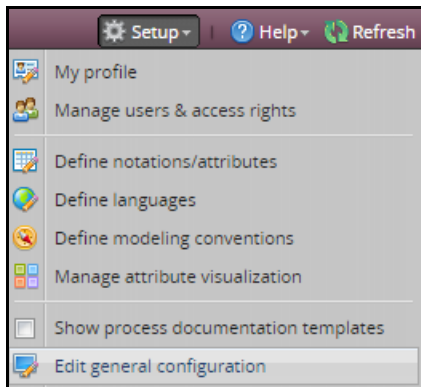 Setup Help Refresh
My profile
Manage users & access rights
Define notations/attributes
Define languages
Define modeling conventions
Manage attribute visualization
Show process documentation templates
Edit general configuration